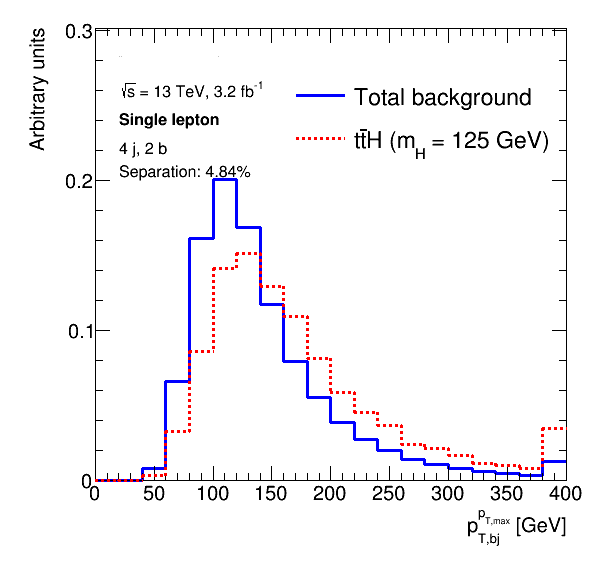 Arbitrary units
0.3
0.2
0.1
0
√s = 13 TeV, 3.2 fb⁻¹
Single lepton
4 j, 2 b
Separation: 4.84%
Total background
tt̄H (m_H = 125 GeV)
0 50 100 150 200 250 300 350 400
p_{T,bj}^{p_{T,max}} [GeV]